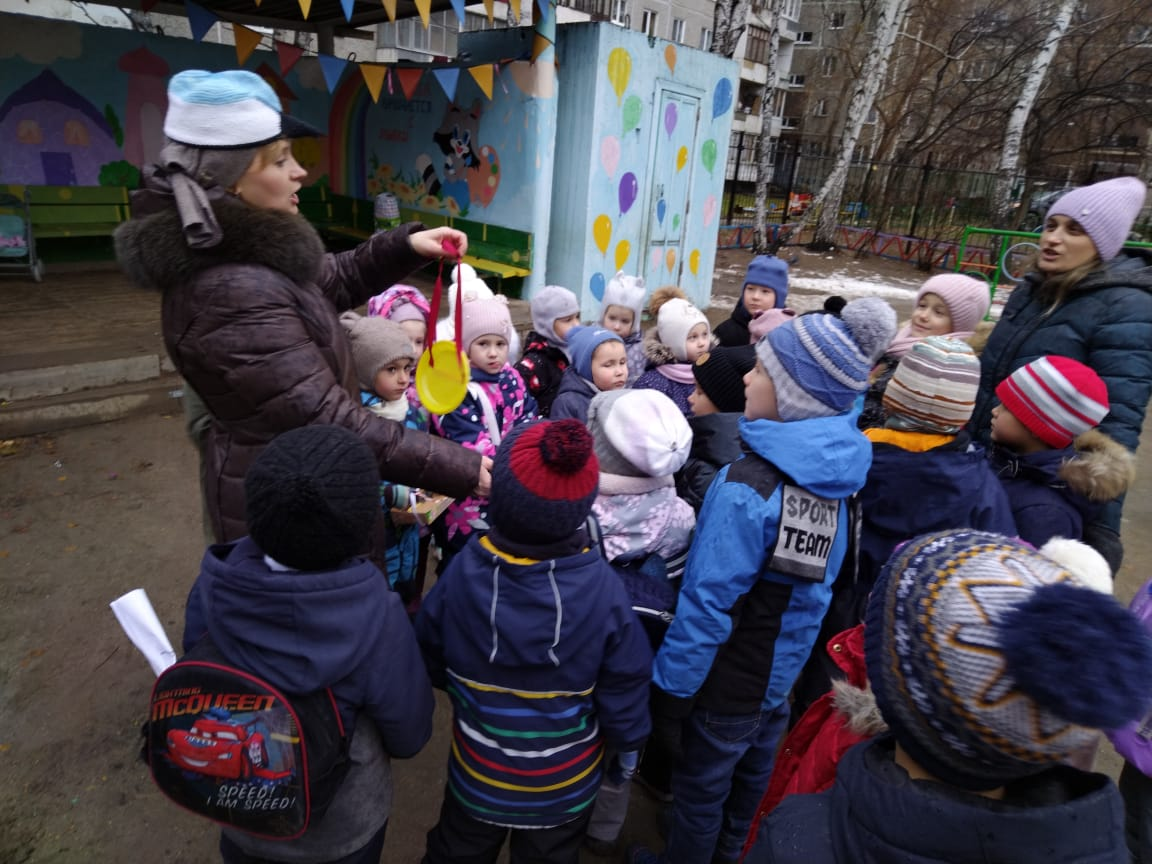 SPORT
TEAM
LIGHTNING
MCQUEEN
SPEED!
I AM SPEED!